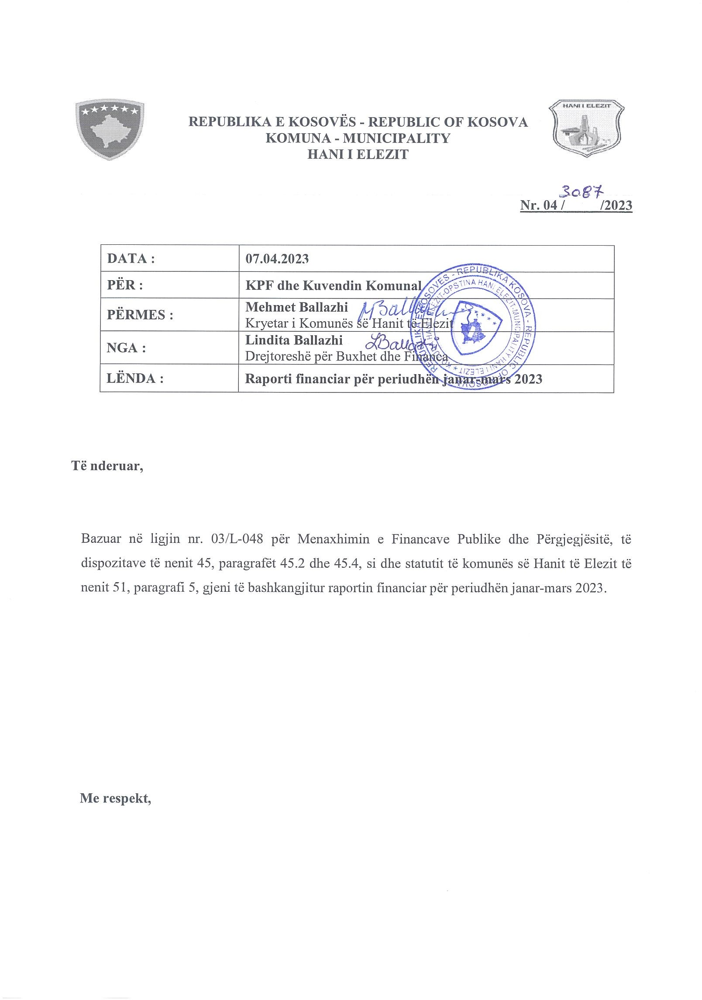 HANI I ELEZIT
REPUBLIKA E KOSOVËS - REPUBLIC OF KOSOVA
KOMUNA - MUNICIPALITY
HANI I ELEZIT
3087
Nr. 04 / /2023
DATA : 07.04.2023
PËR : KPF dhe Kuvendin Komunal
PËRMES : Mehmet Ballazhi
Kryetar i Komunës së Hanit të Elezit
NGA : Lindita Ballazhi
Drejtoreshë për Buxhet dhe Financa
LËNDA : Raporti financiar për periudhën janar-mars 2023
REPUBLIKA E KOSOVËS - REPUBLIKA KOSOVA - REPUBLIC OF KOSOVA
KOMUNA HANI I ELEZIT-OPSTINA HANI ELEZIT-MUNICIPALITY HANI I ELEZIT
Të nderuar,
Bazuar në ligjin nr. 03/L-048 për Menaxhimin e Financave Publike dhe Përgjegjësitë, të
dispozitave të nenit 45, paragrafët 45.2 dhe 45.4, si dhe statutit të komunës së Hanit të Elezit të
nenit 51, paragrafi 5, gjeni të bashkangjitur raportin financiar për periudhën janar-mars 2023.
Me respekt,